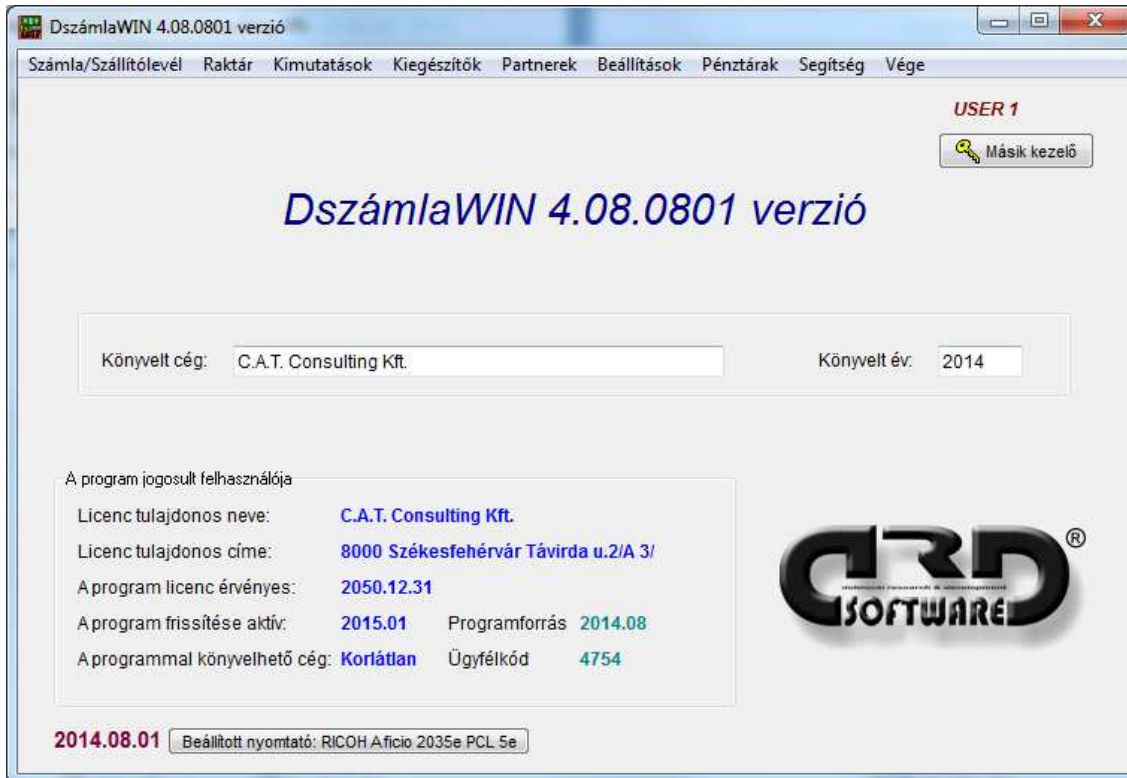 DszámlaWIN 4.08.0801 verzió
Számla/Szállítólevél Raktár Kimutatások Kiegészítők Partnerek Beállítások Pénztárak Segítség Vége
USER 1
Másik kezelő
DszámlaWIN 4.08.0801 verzió
Könyvelt cég: C.A.T. Consulting Kft. Könyvelt év: 2014
A program jogosult felhasználója
Licenc tulajdonos neve: C.A.T. Consulting Kft.
Licenc tulajdonos címe: 8000 Székesfehérvár Távirda u.2/A 3/
A program licenc érvényes: 2050.12.31
A program frissítése aktív: 2015.01 Programforrás 2014.08
A programmal könyvelhető cég: Korlátlan Ügyfélkód 4754
DRD ®
SOFTWARE
2014.08.01 Beállított nyomtató: RICOH Aficio 2035e PCL 5e